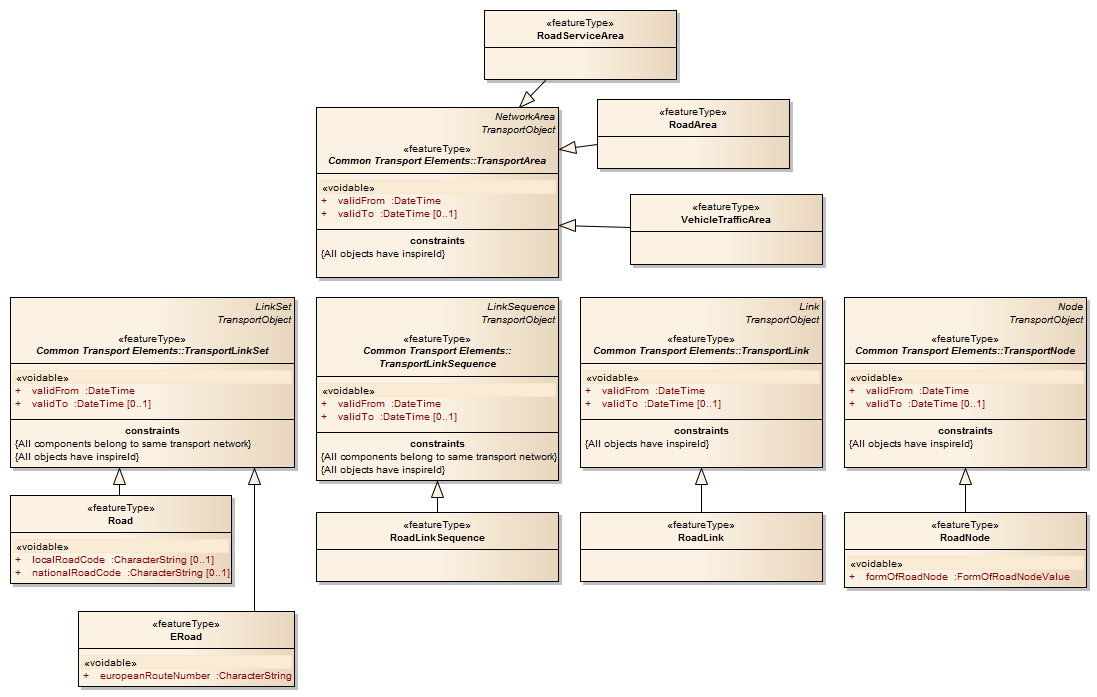 «featureType»
RoadServiceArea
NetworkArea
TransportObject
«featureType»
Common Transport Elements::TransportArea
«voidable»
+ validFrom :DateTime
+ validTo :DateTime [0..1]
constraints
{All objects have inspireId}
«featureType»
RoadArea
«featureType»
VehicleTrafficArea
LinkSet
TransportObject
«featureType»
Common Transport Elements::TransportLinkSet
«voidable»
+ validFrom :DateTime
+ validTo :DateTime [0..1]
constraints
{All components belong to same transport network}
{All objects have inspireId}
LinkSequence
TransportObject
«featureType»
Common Transport Elements::
TransportLinkSequence
«voidable»
+ validFrom :DateTime
+ validTo :DateTime [0..1]
constraints
{All components belong to same transport network}
{All objects have inspireId}
Link
TransportObject
«featureType»
Common Transport Elements::TransportLink
«voidable»
+ validFrom :DateTime
+ validTo :DateTime [0..1]
constraints
{All objects have inspireId}
Node
TransportObject
«featureType»
Common Transport Elements::TransportNode
«voidable»
+ validFrom :DateTime
+ validTo :DateTime [0..1]
constraints
{All objects have inspireId}
«featureType»
Road
«voidable»
+ localRoadCode :CharacterString [0..1]
+ nationalRoadCode :CharacterString [0..1]
«featureType»
RoadLinkSequence
«featureType»
RoadLink
«featureType»
RoadNode
«voidable»
+ formOfRoadNode :FormOfRoadNodeValue
«featureType»
ERoad
«voidable»
+ europeanRouteNumber :CharacterString